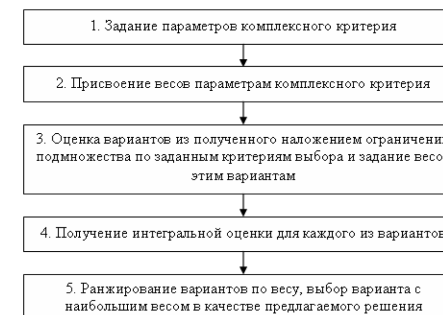 1. Задание параметров комплексного критерия
2. Присвоение весов параметрам комплексного критерия
3. Оценка вариантов из полученного наложением ограничени
подмножества по заданным критериям выбора и задание весо
этим вариантам
4. Получение интегральной оценки для каждого из вариантов
5. Ранжирование вариантов по весу, выбор варианта с
наибольшим весом в качестве предлагаемого решения